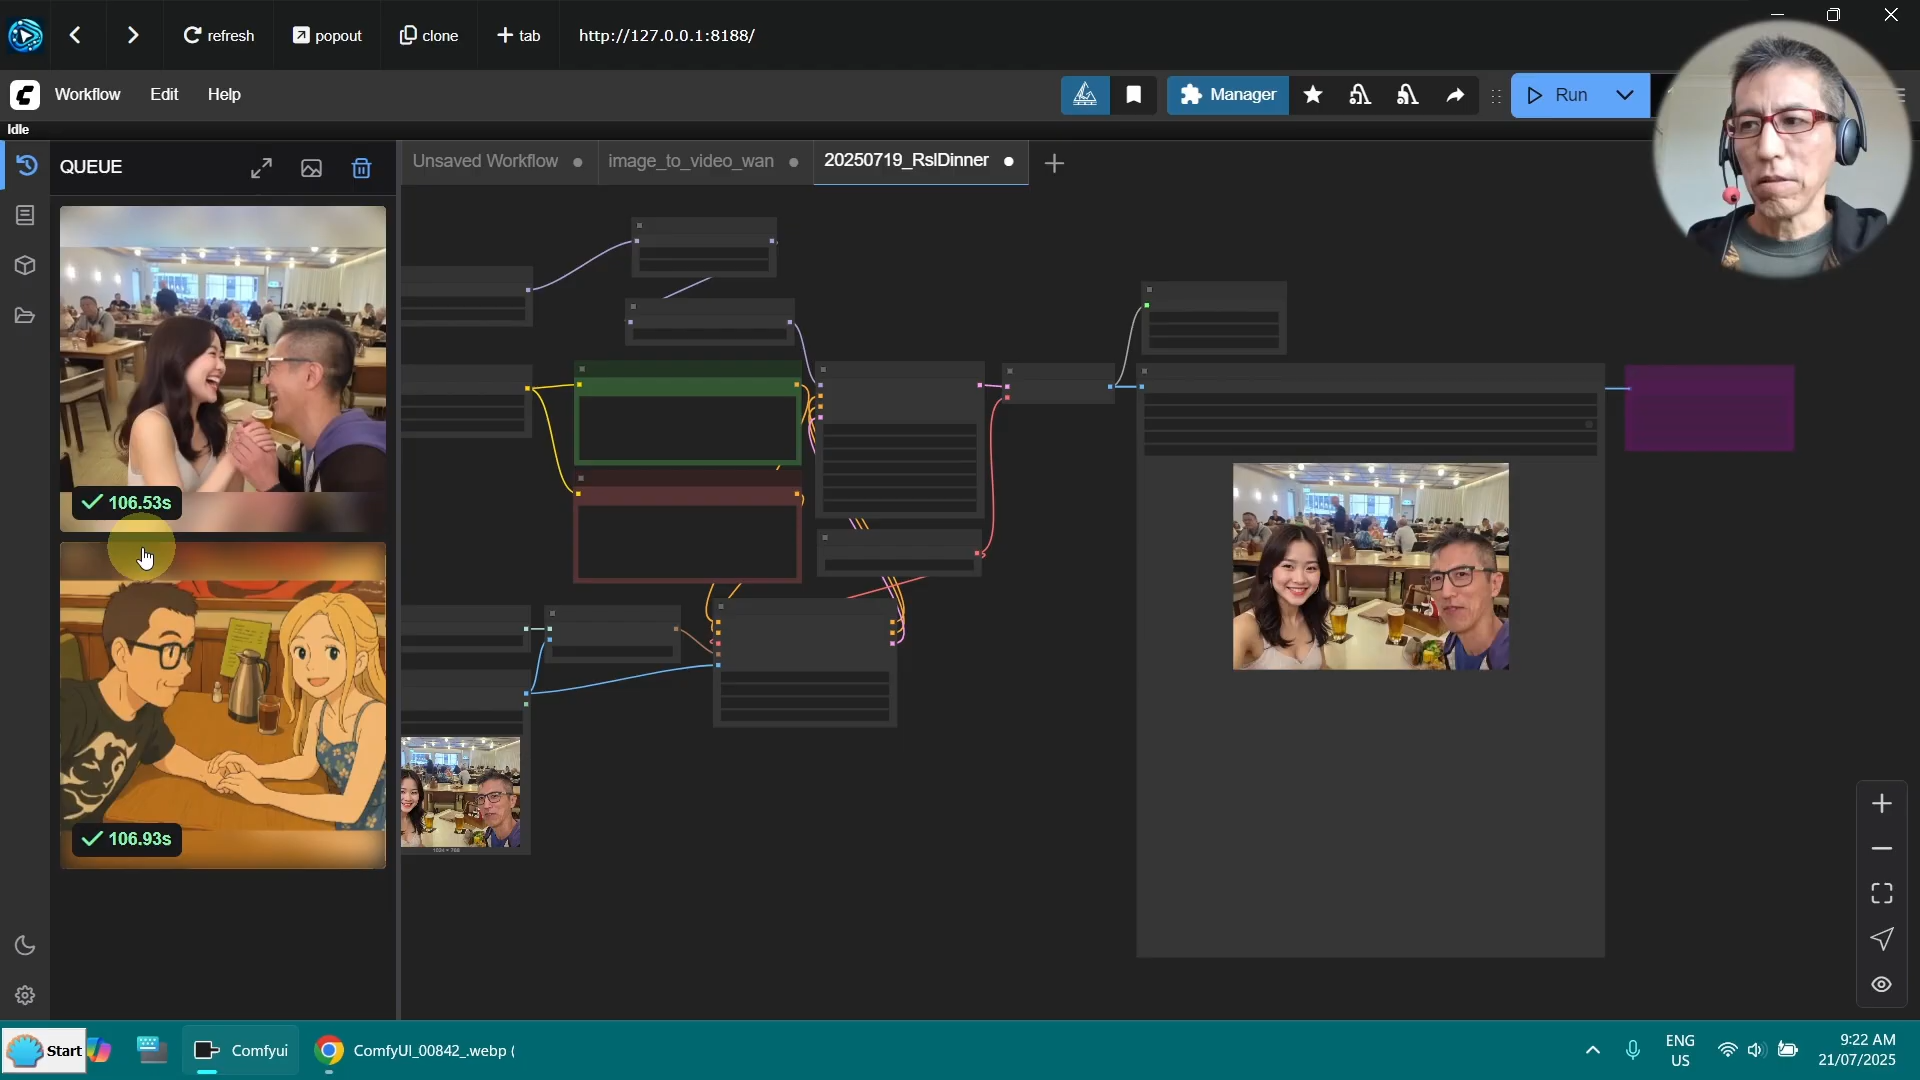 refresh
popout
clone
tab
http://127.0.0.1:8188/
Workflow
Edit
Help
Manager
Run
Idle
QUEUE
Unsaved Workflow
image_to_video_wan
20250719_RslDinner
106.53s
106.93s
Start
Comfyui
ComfyUI_00842_.webp (
ENG
US
9:22 AM
21/07/2025